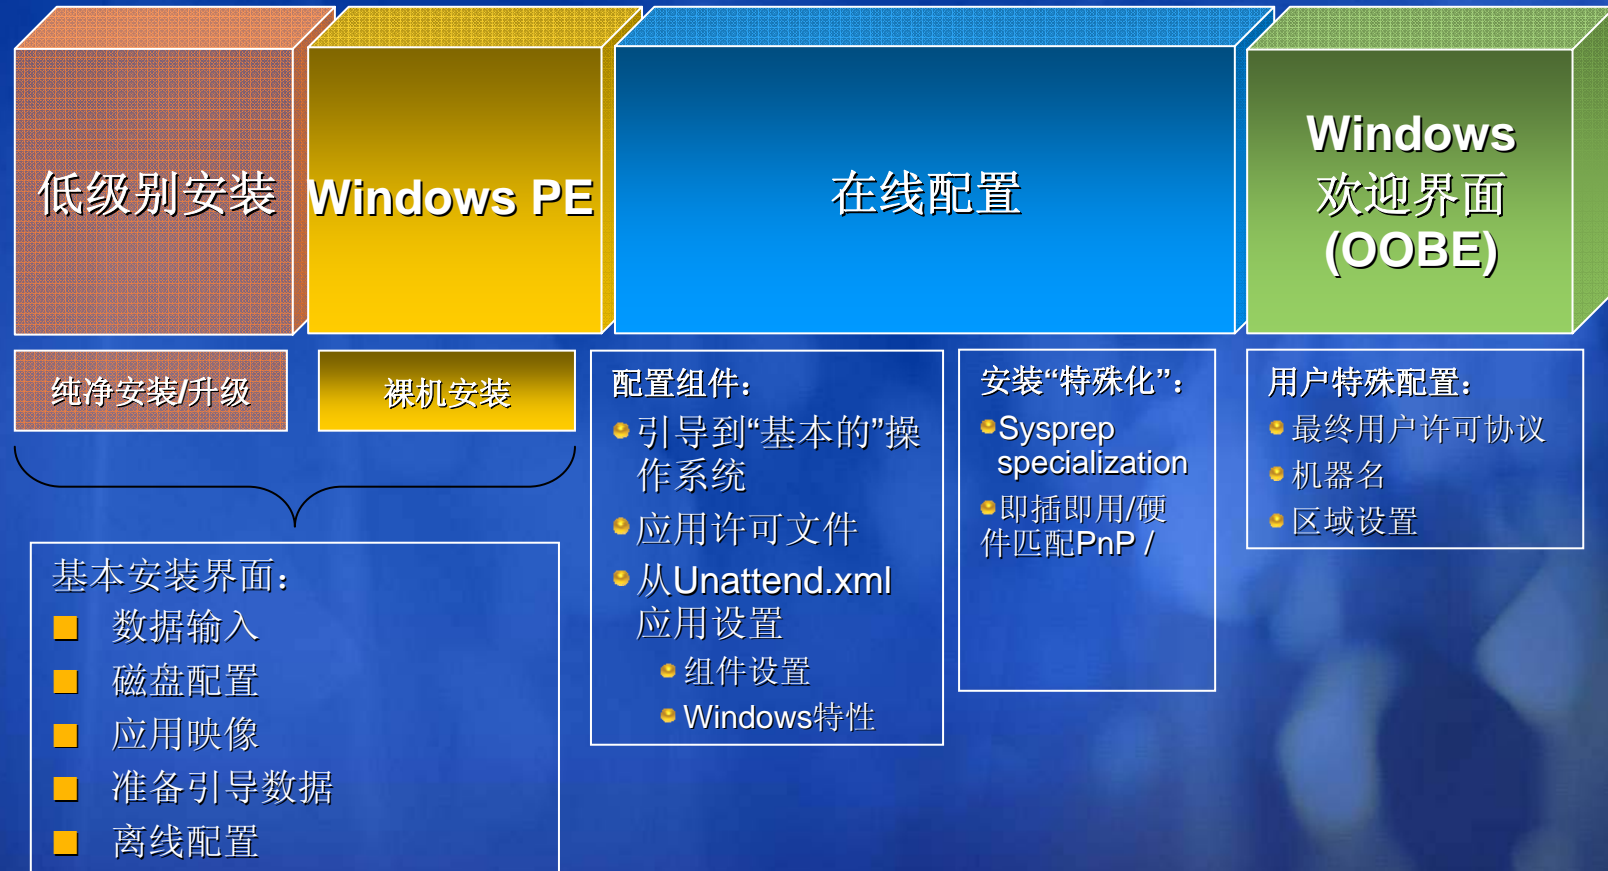 低级别安装
Windows PE
在线配置
Windows
欢迎界面
(OOBE)
纯净安装/升级
裸机安装
基本安装界面：
数据输入
磁盘配置
应用映像
准备引导数据
离线配置
配置组件：
引导到“基本的”操
作系统
应用许可文件
从Unattend.xml
应用设置
组件设置
Windows特性
安装“特殊化”：
Sysprep
specialization
即插即用/硬
件匹配PnP /
用户特殊配置：
最终用户许可协议
机器名
区域设置